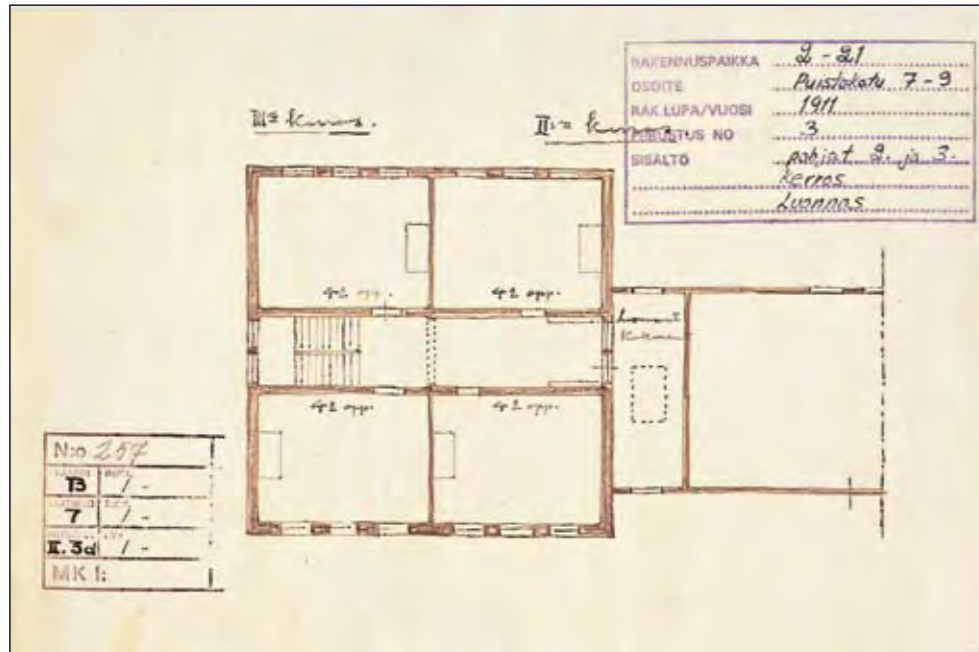 III= kerros.
II:= kerros.
RAKENNUSPAIKKA 2-21
OSOITE Puistokatu 7-9
RAK.LUPA/VUOSI 1911
PIIRUSTUS NO 3
SISÄLTÖ pohjat 2. ja 3.
kerros
Luonnos
42 opp.
42 opp.
42 opp.
42 opp.
N:o 257
B 1-
7 1-
II.3d 1-
MK 1: